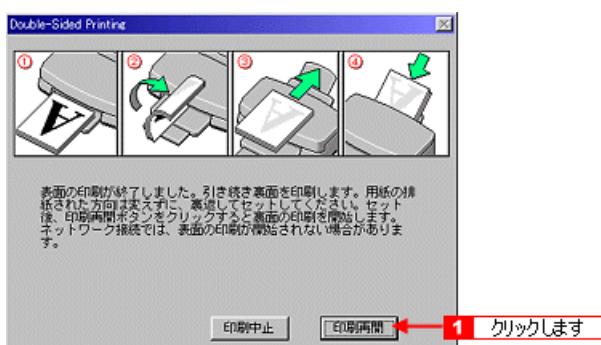 Double-Sided Printing
① ② ③ ④
A A A A
表面の印刷が終了しました。引き続き裏面を印刷します。用紙の排
紙された方向は変えずに、裏返してセットしてください。セット
後、印刷再開ボタンをクリックすると裏面の印刷を開始します。
ネットワーク接続では、表面の印刷が開始されない場合がありま
す。
印刷中止 印刷再開 1 クリックします